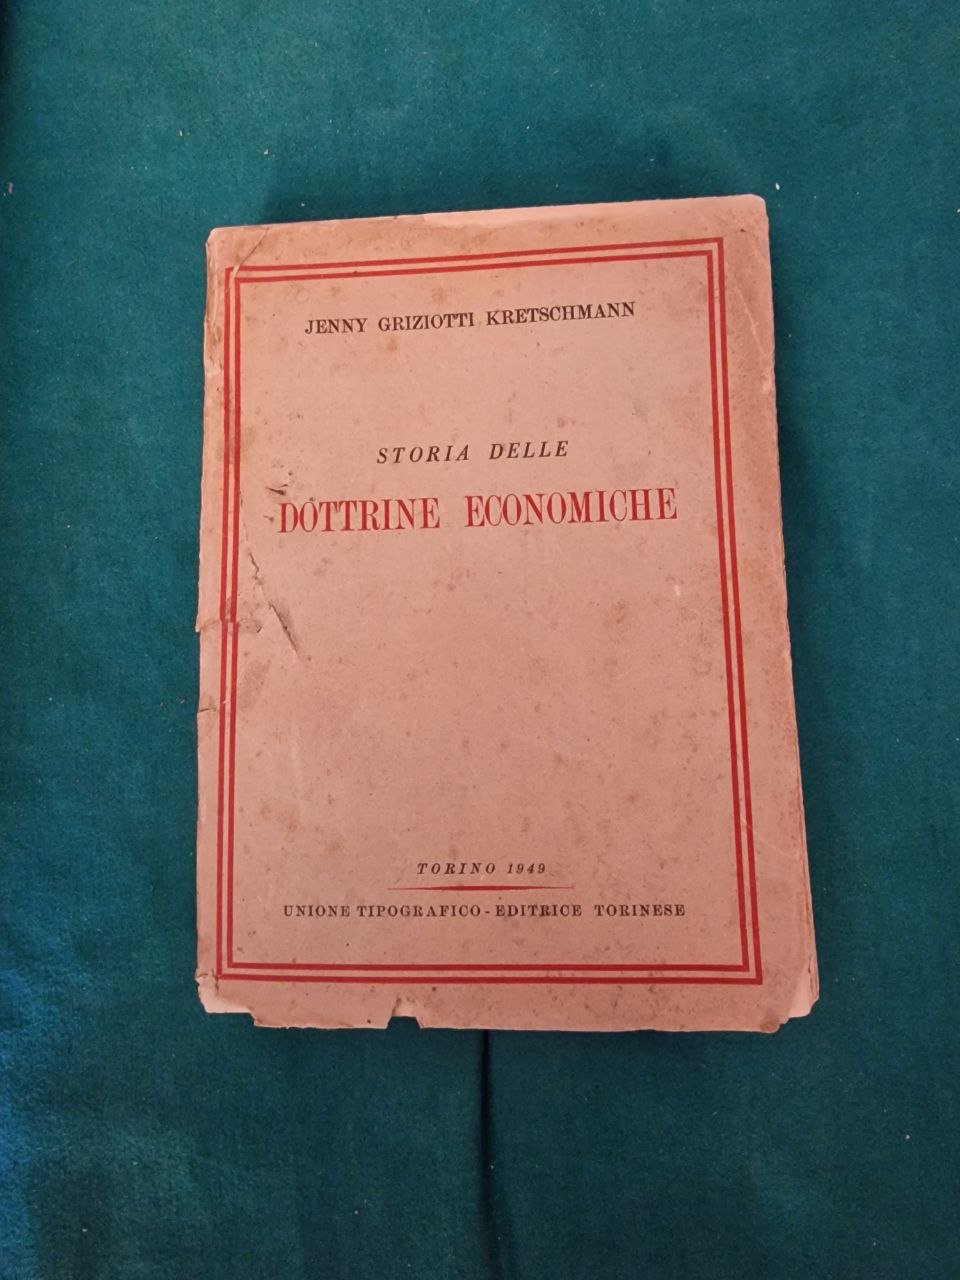 JENNY GRIZIOTTI KRETSCHMANN
STORIA DELLE
DOTTRINE ECONOMICHE
TORINO 1949
UNIONE TIPOGRAFICO-EDITRICE TORINESE